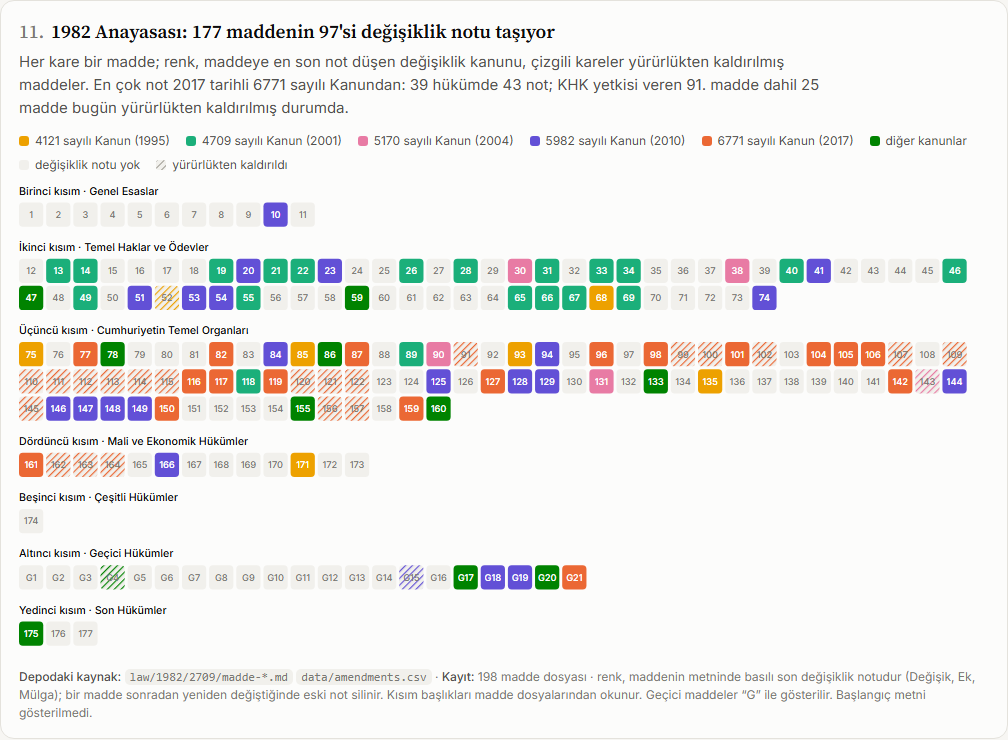 11. 1982 Anayasası: 177 maddenin 97'si değişiklik notu taşıyor
Her kare bir madde; renk, maddeye en son not düşen değişiklik kanunu, çizgili kareler yürürlükten kaldırılmış
maddeler. En çok not 2017 tarihli 6771 sayılı Kanundan: 39 hükümde 43 not; KHK yetkisi veren 91. madde dahil 25
madde bugün yürürlükten kaldırılmış durumda.
4121 sayılı Kanun (1995) 4709 sayılı Kanun (2001) 5170 sayılı Kanun (2004) 5982 sayılı Kanun (2010) 6771 sayılı Kanun (2017) diğer kanunlar
değişiklik notu yok yürürlükten kaldırıldı
Birinci kısım · Genel Esaslar
1 2 3 4 5 6 7 8 9 10 11
İkinci kısım · Temel Haklar ve Ödevler
12 13 14 15 16 17 18 19 20 21 22 23 24 25 26 27 28 29 30 31 32 33 34 35 36 37 38 39 40 41 42 43 44 45 46
47 48 49 50 51 52 53 54 55 56 57 58 59 60 61 62 63 64 65 66 67 68 69 70 71 72 73 74
Üçüncü kısım · Cumhuriyetin Temel Organları
75 76 77 78 79 80 81 82 83 84 85 86 87 88 89 90 91 92 93 94 95 96 97 98 99 100 101 102 103 104 105 106 107 108 109
110 111 112 113 114 115 116 117 118 119 120 121 122 123 124 125 126 127 128 129 130 131 132 133 134 135 136 137 138 139 140 141 142 143 144
145 146 147 148 149 150 151 152 153 154 155 156 157 158 159 160
Dördüncü kısım · Mali ve Ekonomik Hükümler
161 162 163 164 165 166 167 168 169 170 171 172 173
Beşinci kısım · Çeşitli Hükümler
174
Altıncı kısım · Geçici Hükümler
G1 G2 G3 G4 G5 G6 G7 G8 G9 G10 G11 G12 G13 G14 G15 G16 G17 G18 G19 G20 G21
Yedinci kısım · Son Hükümler
175 176 177
Depodaki kaynak: law/1982/2709/madde-*.md data/amendments.csv · Kayıt: 198 madde dosyası · renk, maddenin metninde basılı son değişiklik notudur (Değişik, Ek,
Mülga); bir madde sonradan yeniden değiştiğinde eski not silinir. Kısım başlıkları madde dosyalarından okunur. Geçici maddeler “G” ile gösterilir. Başlangıç metni
gösterilmedi.